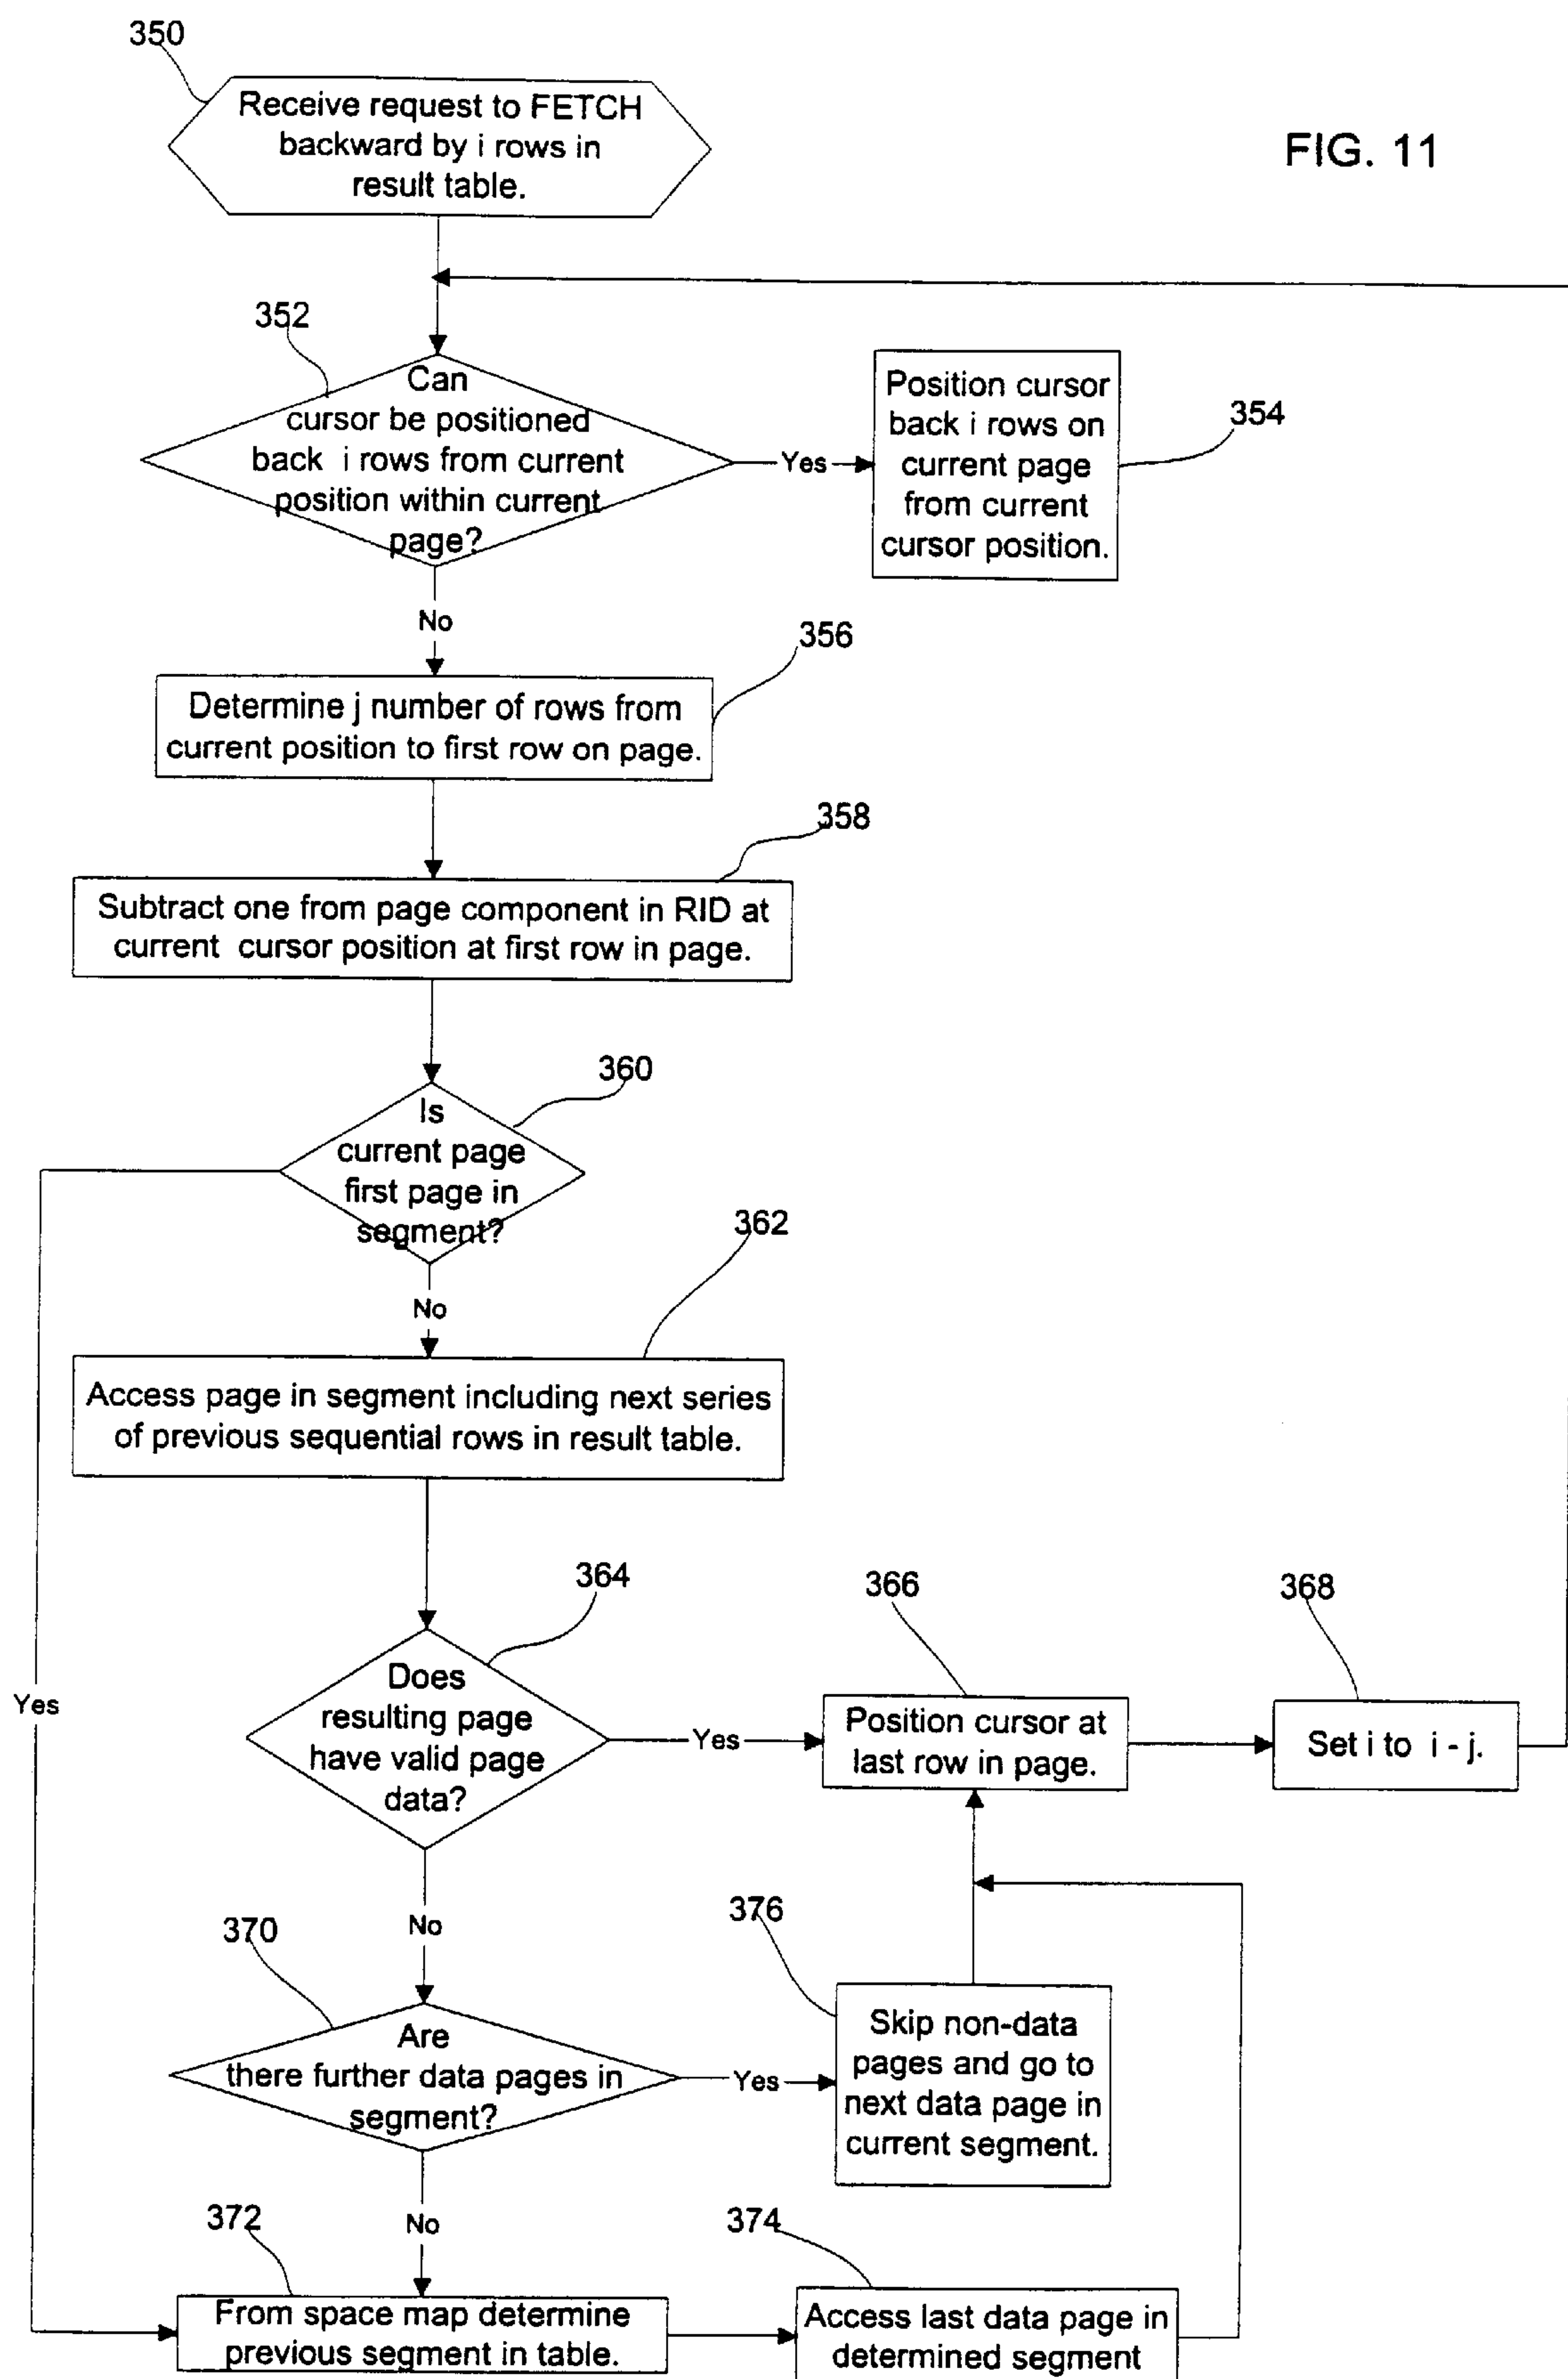 350
Receive request to FETCH
backward by i rows in
result table.
FIG. 11
352
Can
cursor be positioned
back i rows from current
position within current
page?
Yes
Position cursor
back i rows on
current page
from current
cursor position.
354
No
356
Determine j number of rows from
current position to first row on page.
358
Subtract one from page component in RID at
current cursor position at first row in page.
360
Is
current page
first page in
segment?
362
No
Access page in segment including next series
of previous sequential rows in result table.
364
366
368
Does
resulting page
have valid page
data?
Yes
Yes
Position cursor at
last row in page.
Set i to i - j.
No
370
376
Are
there further data pages in
segment?
Yes
Skip non-data
pages and go to
next data page in
current segment.
No
372
374
From space map determine
previous segment in table.
Access last data page in
determined segment